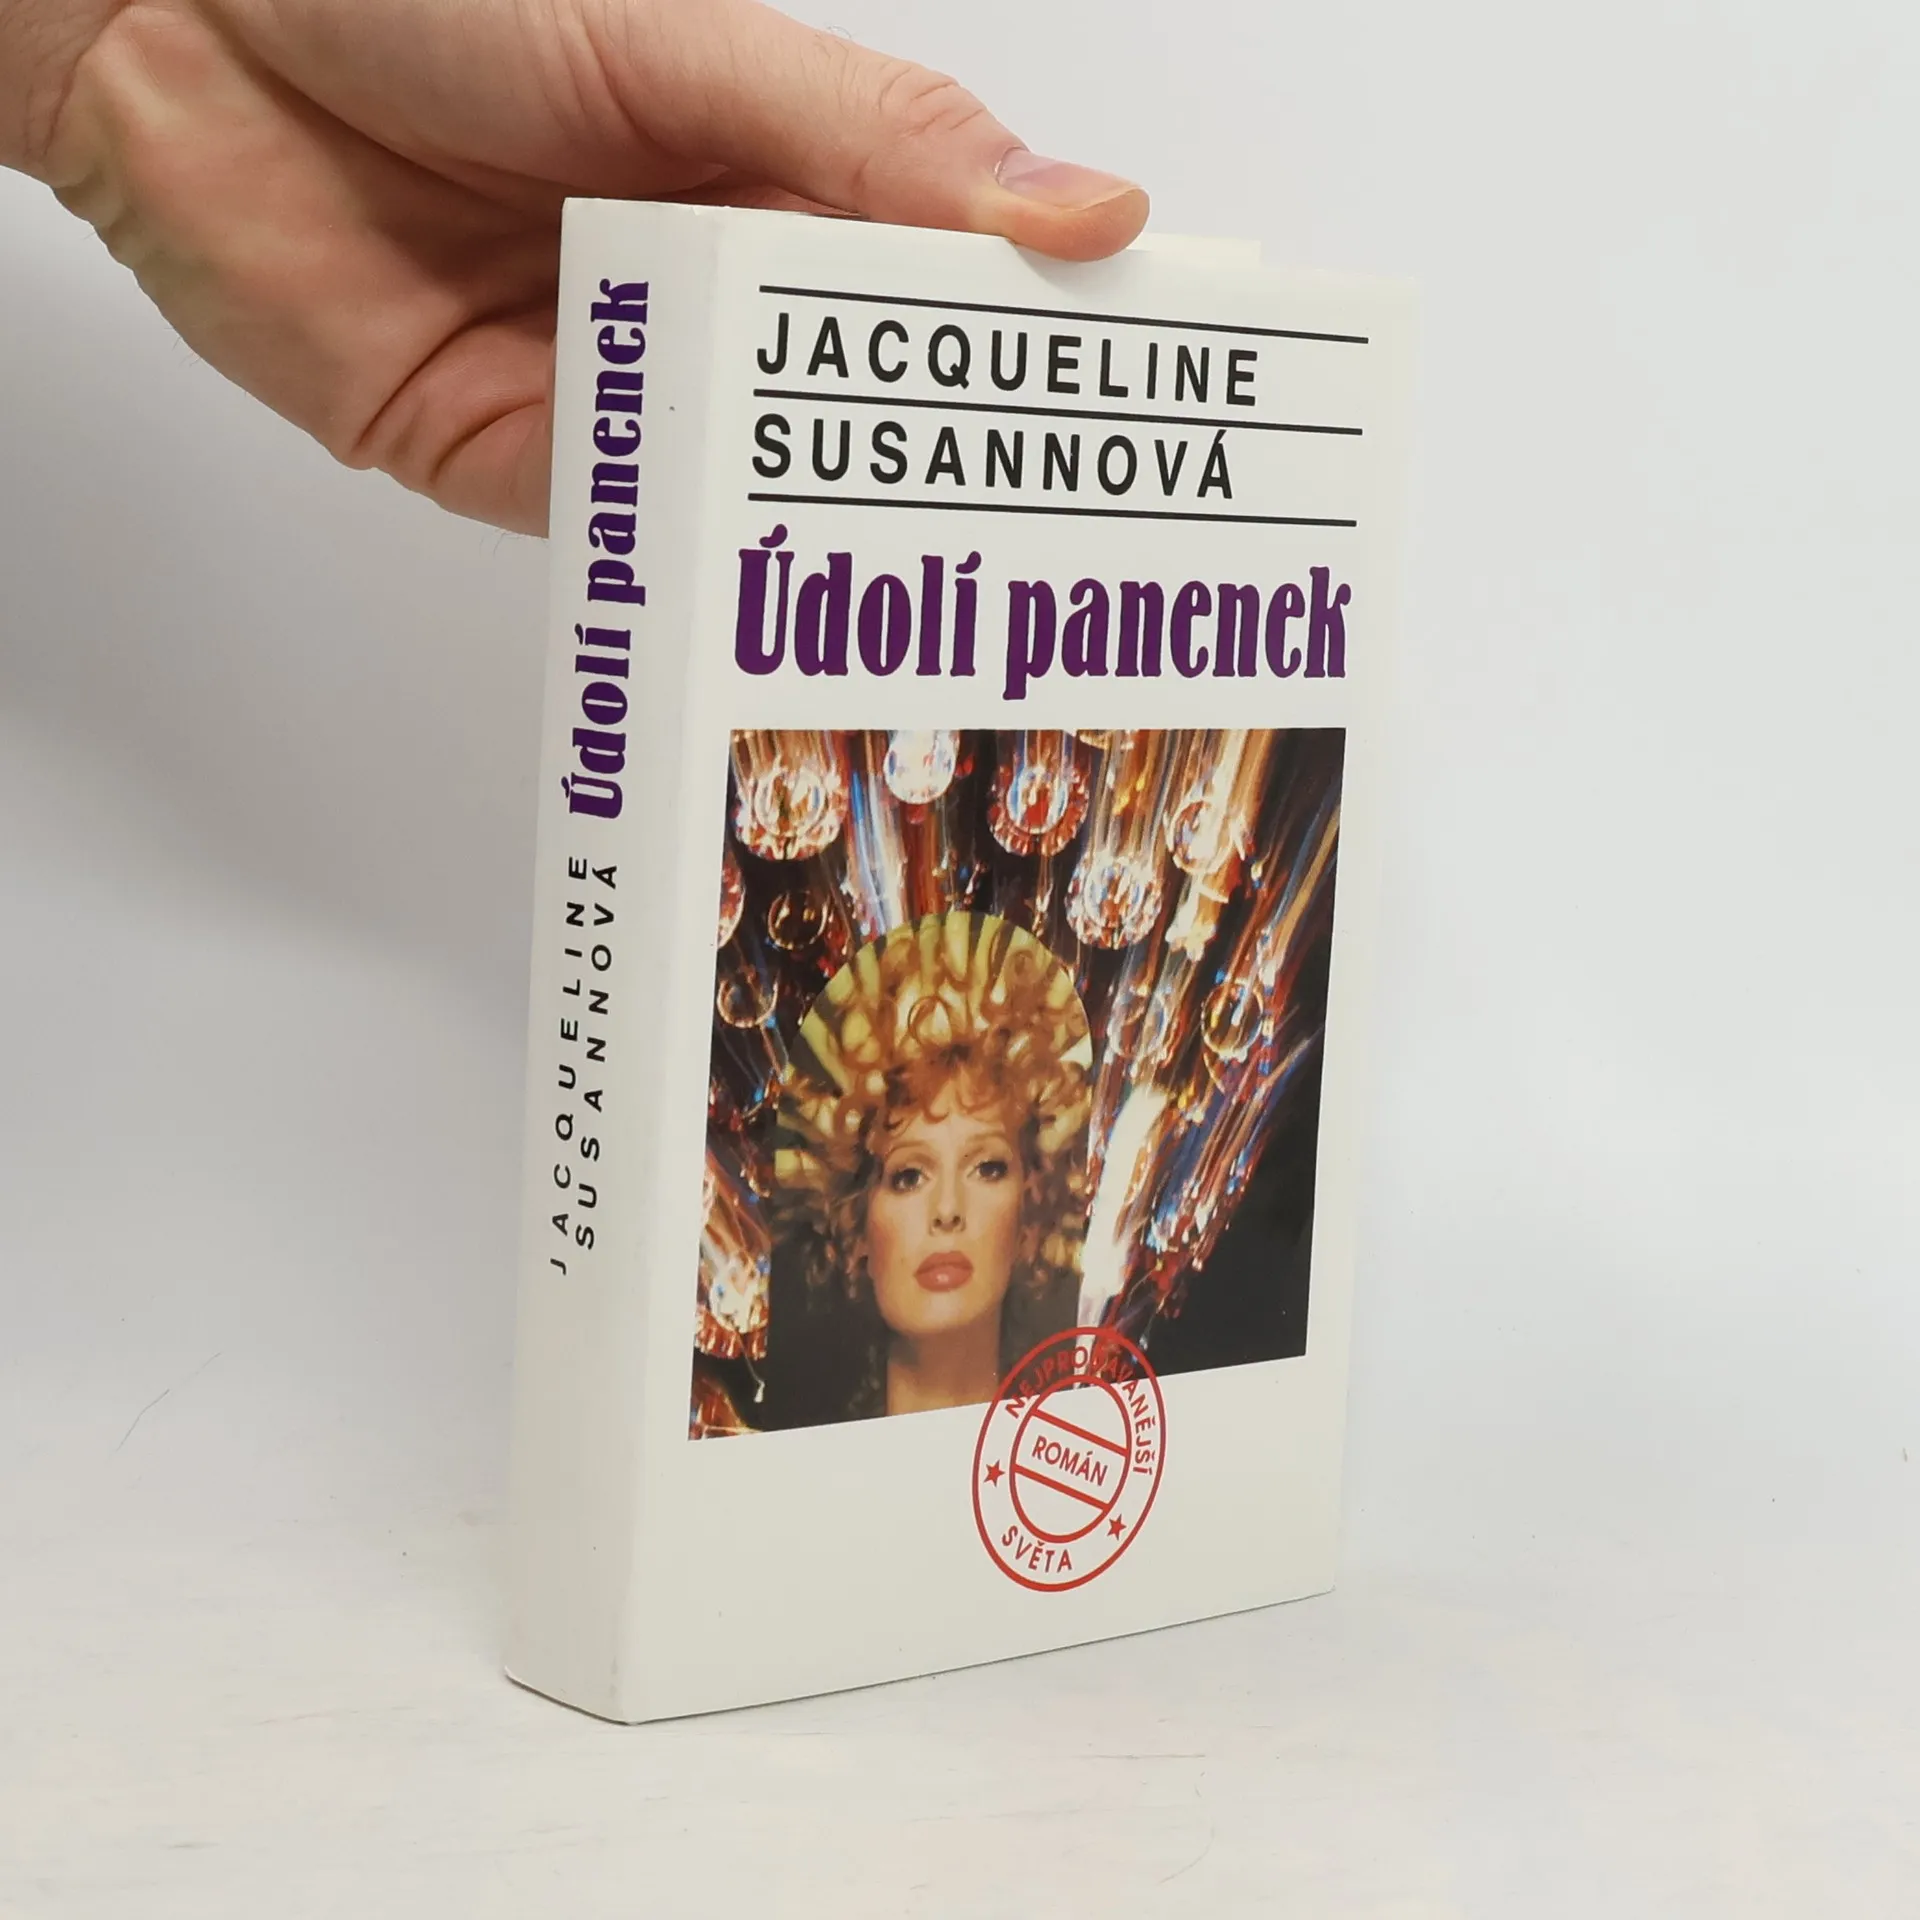 JACQUELINE
SUSANNOVÁ
Údolí panenek
NEJPRODÁVANĚJŠÍ
ROMÁN
SVĚTA
JACQUELINE
SUSANNOVÁ
Údolí panenek